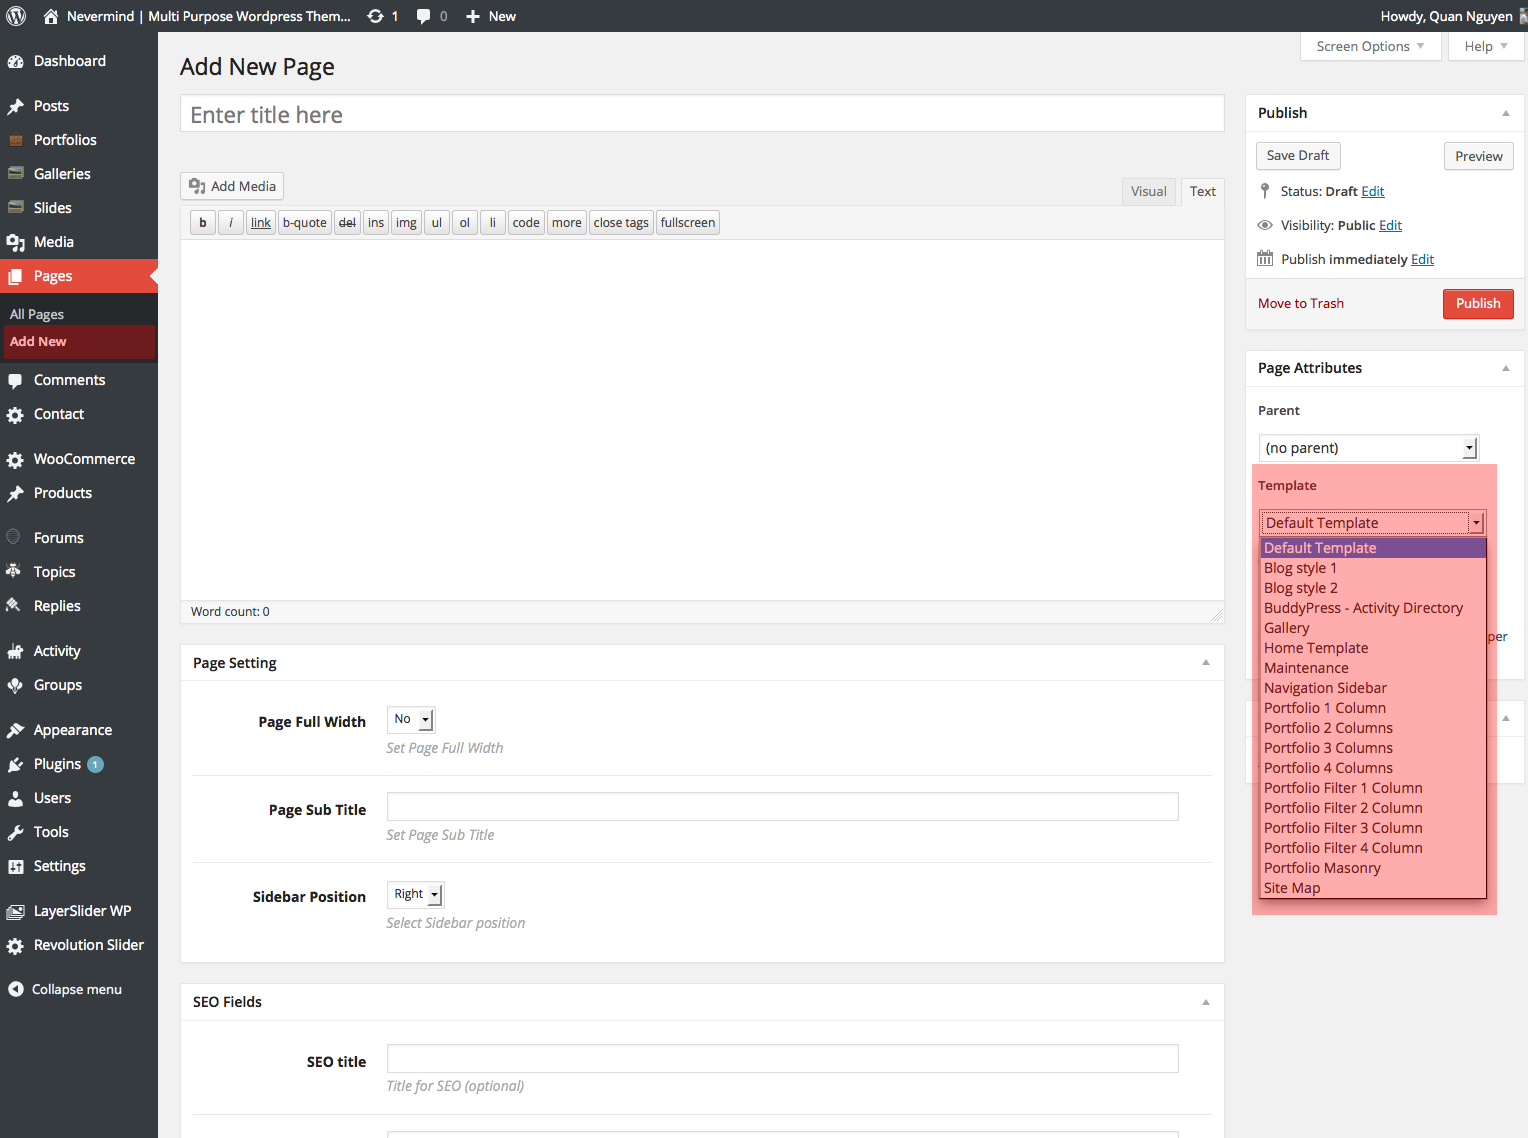 Nevermind | Multi Purpose Wordpress Them... 1 0 New
Howdy, Quan Nguyen
Dashboard
Posts
Portfolios
Galleries
Slides
Media
Pages
All Pages
Add New
Comments
Contact
WooCommerce
Products
Forums
Topics
Replies
Activity
Groups
Appearance
Plugins 1
Users
Tools
Settings
LayerSlider WP
Revolution Slider
Collapse menu
Screen Options
Help
Add New Page
Enter title here
Add Media
Visual
Text
b i link b-quote del ins img ul ol li code more close tags fullscreen
Word count: 0
Page Setting
Page Full Width No
Set Page Full Width
Page Sub Title
Set Page Sub Title
Sidebar Position Right
Select Sidebar position
SEO Fields
SEO title
Title for SEO (optional)
Publish
Save Draft
Preview
Status: Draft Edit
Visibility: Public Edit
Publish immediately Edit
Move to Trash
Publish
Page Attributes
Parent
(no parent)
Template
Default Template
Default Template
Blog style 1
Blog style 2
BuddyPress - Activity Directory
Gallery
per
Home Template
Maintenance
Navigation Sidebar
Portfolio 1 Column
Portfolio 2 Columns
Portfolio 3 Columns
Portfolio 4 Columns
Portfolio Filter 1 Column
Portfolio Filter 2 Column
Portfolio Filter 3 Column
Portfolio Filter 4 Column
Portfolio Masonry
Site Map